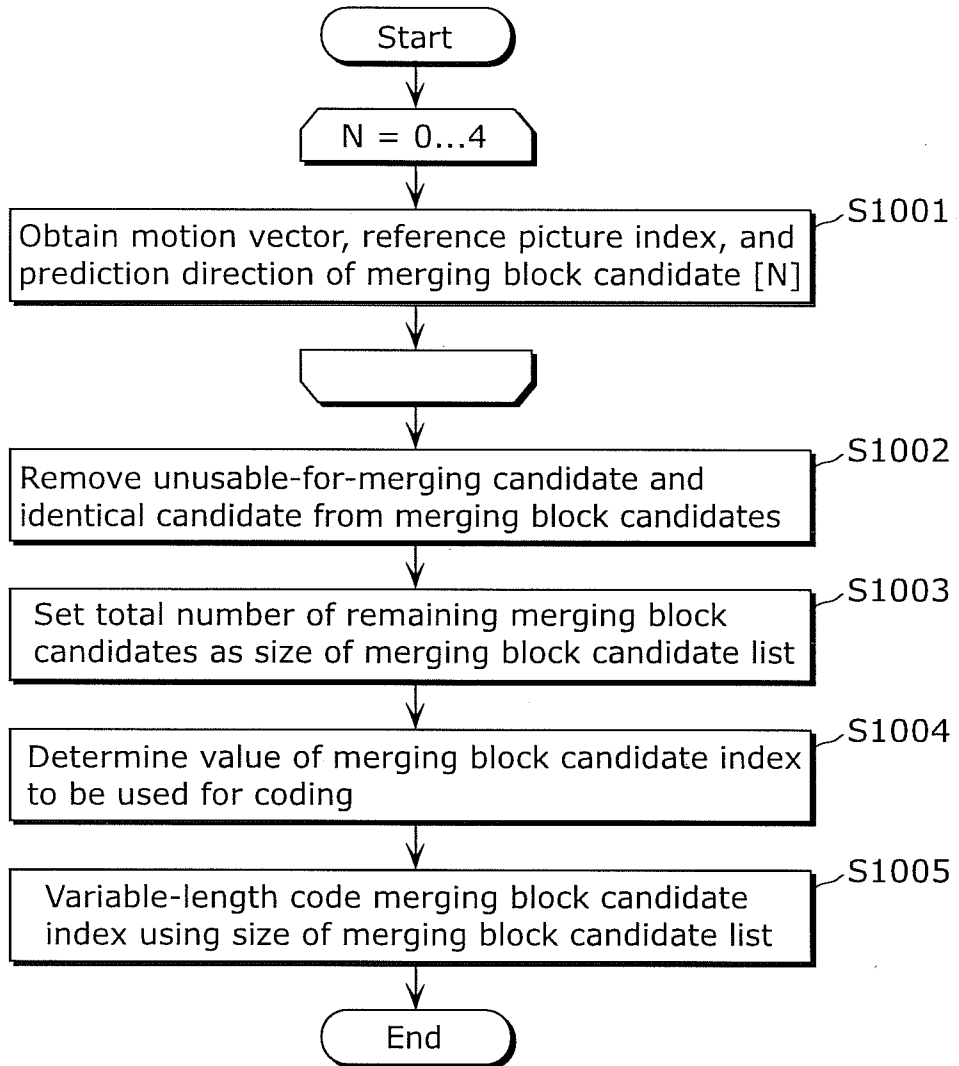 Start
N = 0...4
S1001
Obtain motion vector, reference picture index, and
prediction direction of merging block candidate [N]
S1002
Remove unusable-for-merging candidate and
identical candidate from merging block candidates
S1003
Set total number of remaining merging block
candidates as size of merging block candidate list
S1004
Determine value of merging block candidate index
to be used for coding
S1005
Variable-length code merging block candidate
index using size of merging block candidate list
End